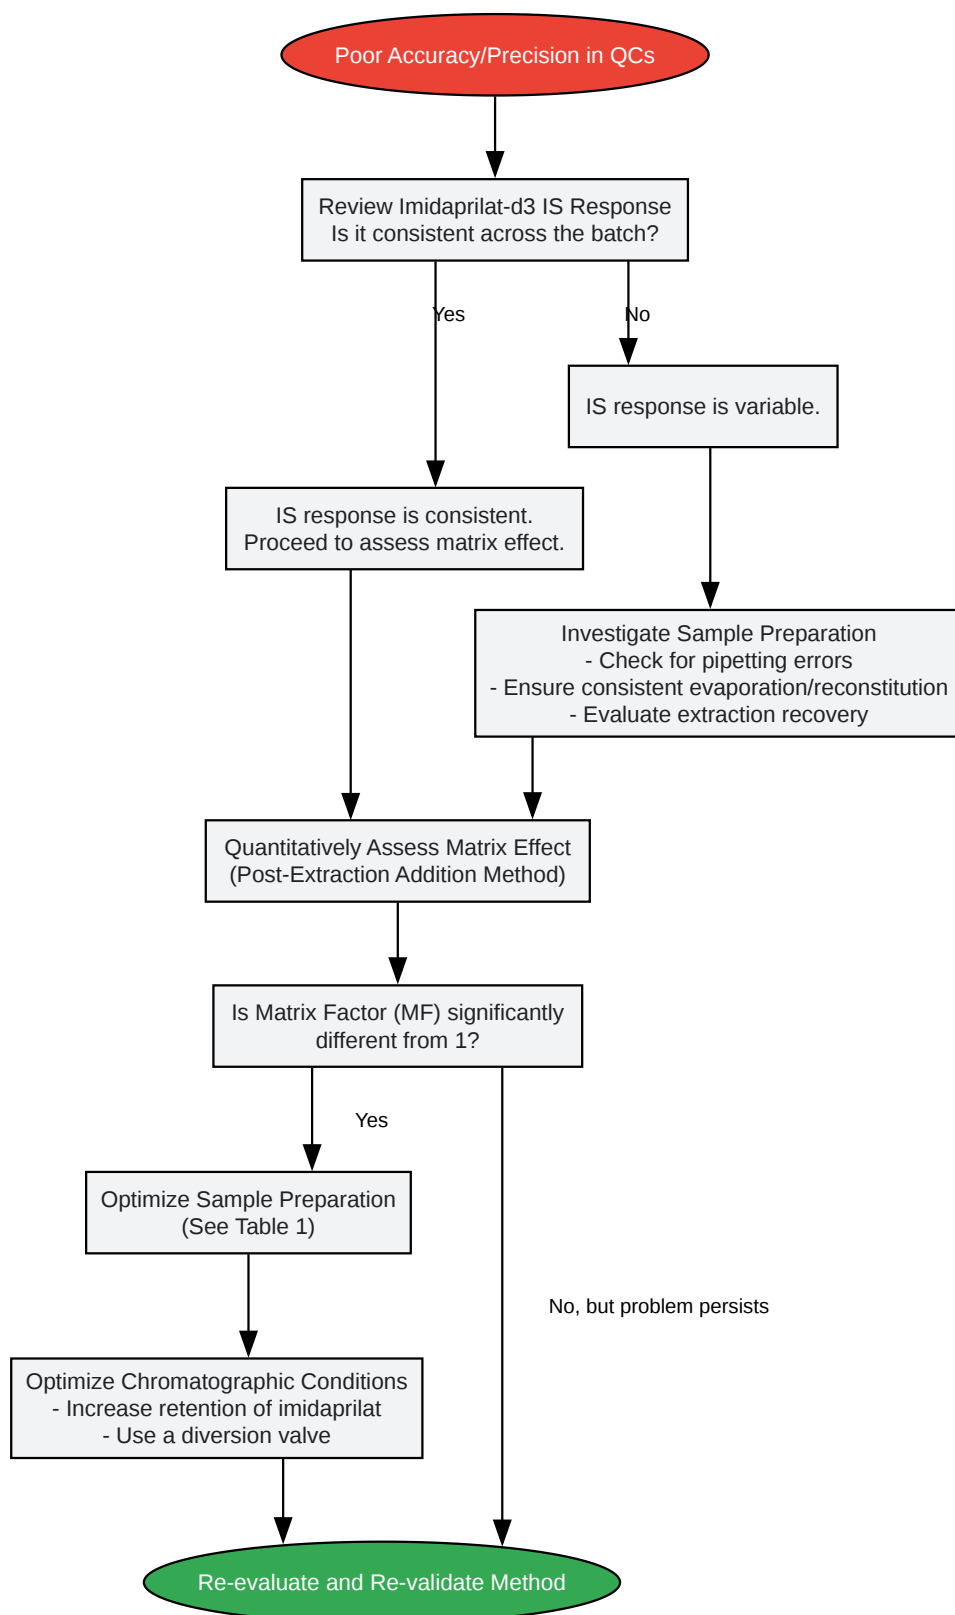 Poor Accuracy/Precision in QCs
Review Imidaprilat-d3 IS Response
Is it consistent across the batch?
Yes
No
IS response is variable.
IS response is consistent.
Proceed to assess matrix effect.
Investigate Sample Preparation
- Check for pipetting errors
- Ensure consistent evaporation/reconstitution
- Evaluate extraction recovery
Quantitatively Assess Matrix Effect
(Post-Extraction Addition Method)
Is Matrix Factor (MF) significantly
different from 1?
Yes
Optimize Sample Preparation
(See Table 1)
No, but problem persists
Optimize Chromatographic Conditions
- Increase retention of imidaprilat
- Use a diversion valve
Re-evaluate and Re-validate Method